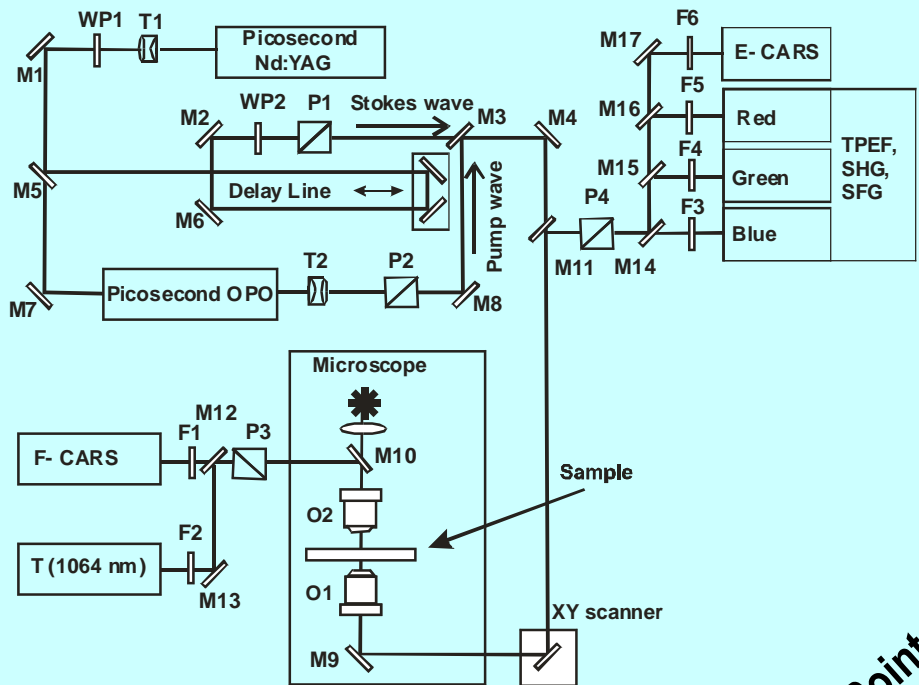 WP1 T1
Picosecond
Nd:YAG
M1
M17
F6
E- CARS
M2
WP2
P1
Stokes wave
M3
M4
M16
F5
Red
M5
Delay Line
M6
Pump wave
M15
F4
Green
TPEF,
SHG,
SFG
P4
F3
M11
M14
Blue
M7
Picosecond OPO
T2
P2
M8
Microscope
M12
F1
P3
F- CARS
M10
Sample
O2
F2
T (1064 nm)
M13
O1
M9
XY scanner
Point